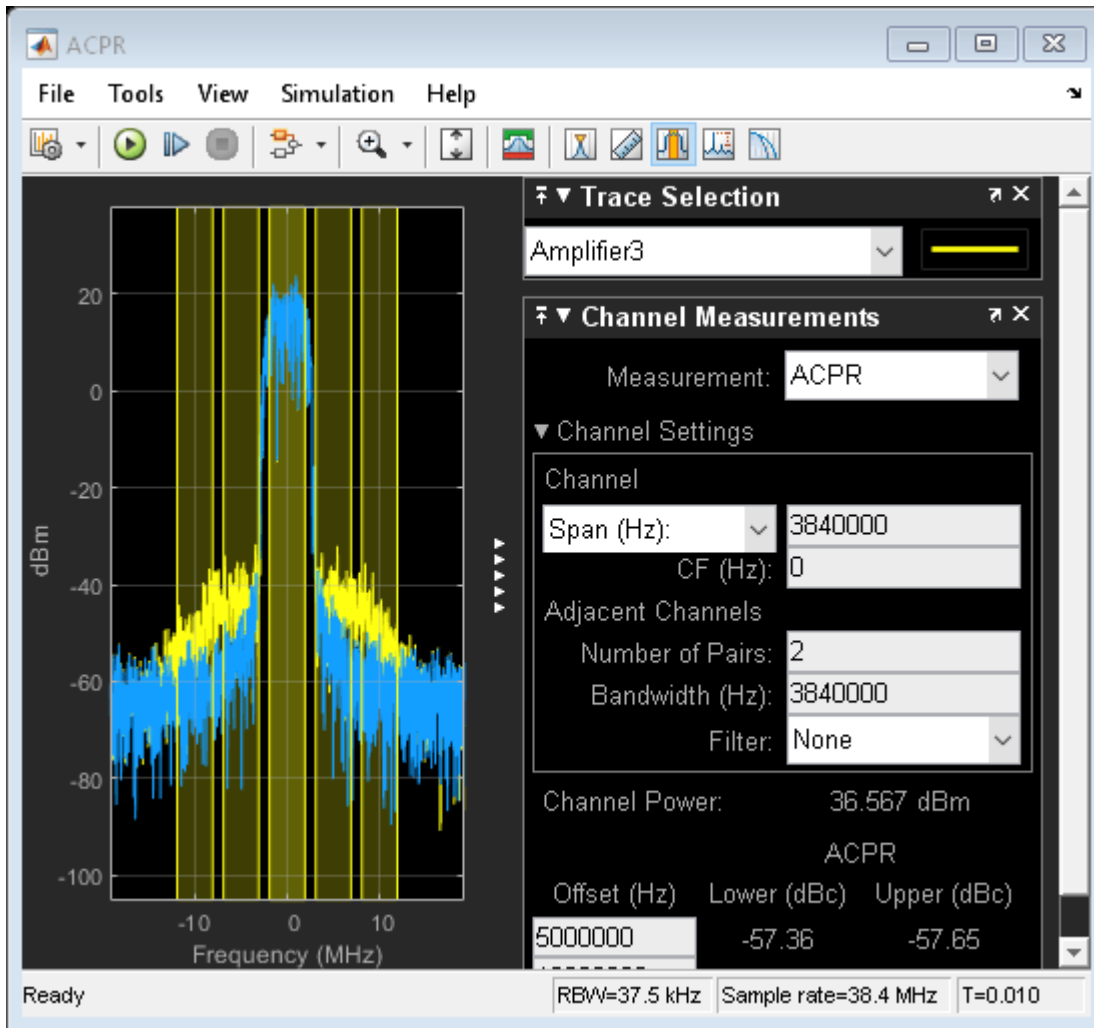 ACPR
File Tools View Simulation Help
Trace Selection
Amplifier3
Channel Measurements
Measurement: ACPR
Channel Settings
Channel
Span (Hz): 3840000
CF (Hz): 0
Adjacent Channels
Number of Pairs: 2
Bandwidth (Hz): 3840000
Filter: None
Channel Power: 36.567 dBm
ACPR
Offset (Hz) Lower (dBc) Upper (dBc)
5000000 -57.36 -57.65
20
0
-20
-40
-60
-80
-100
dBm
-10 0 10
Frequency (MHz)
Ready RBW=37.5 kHz Sample rate=38.4 MHz T=0.010